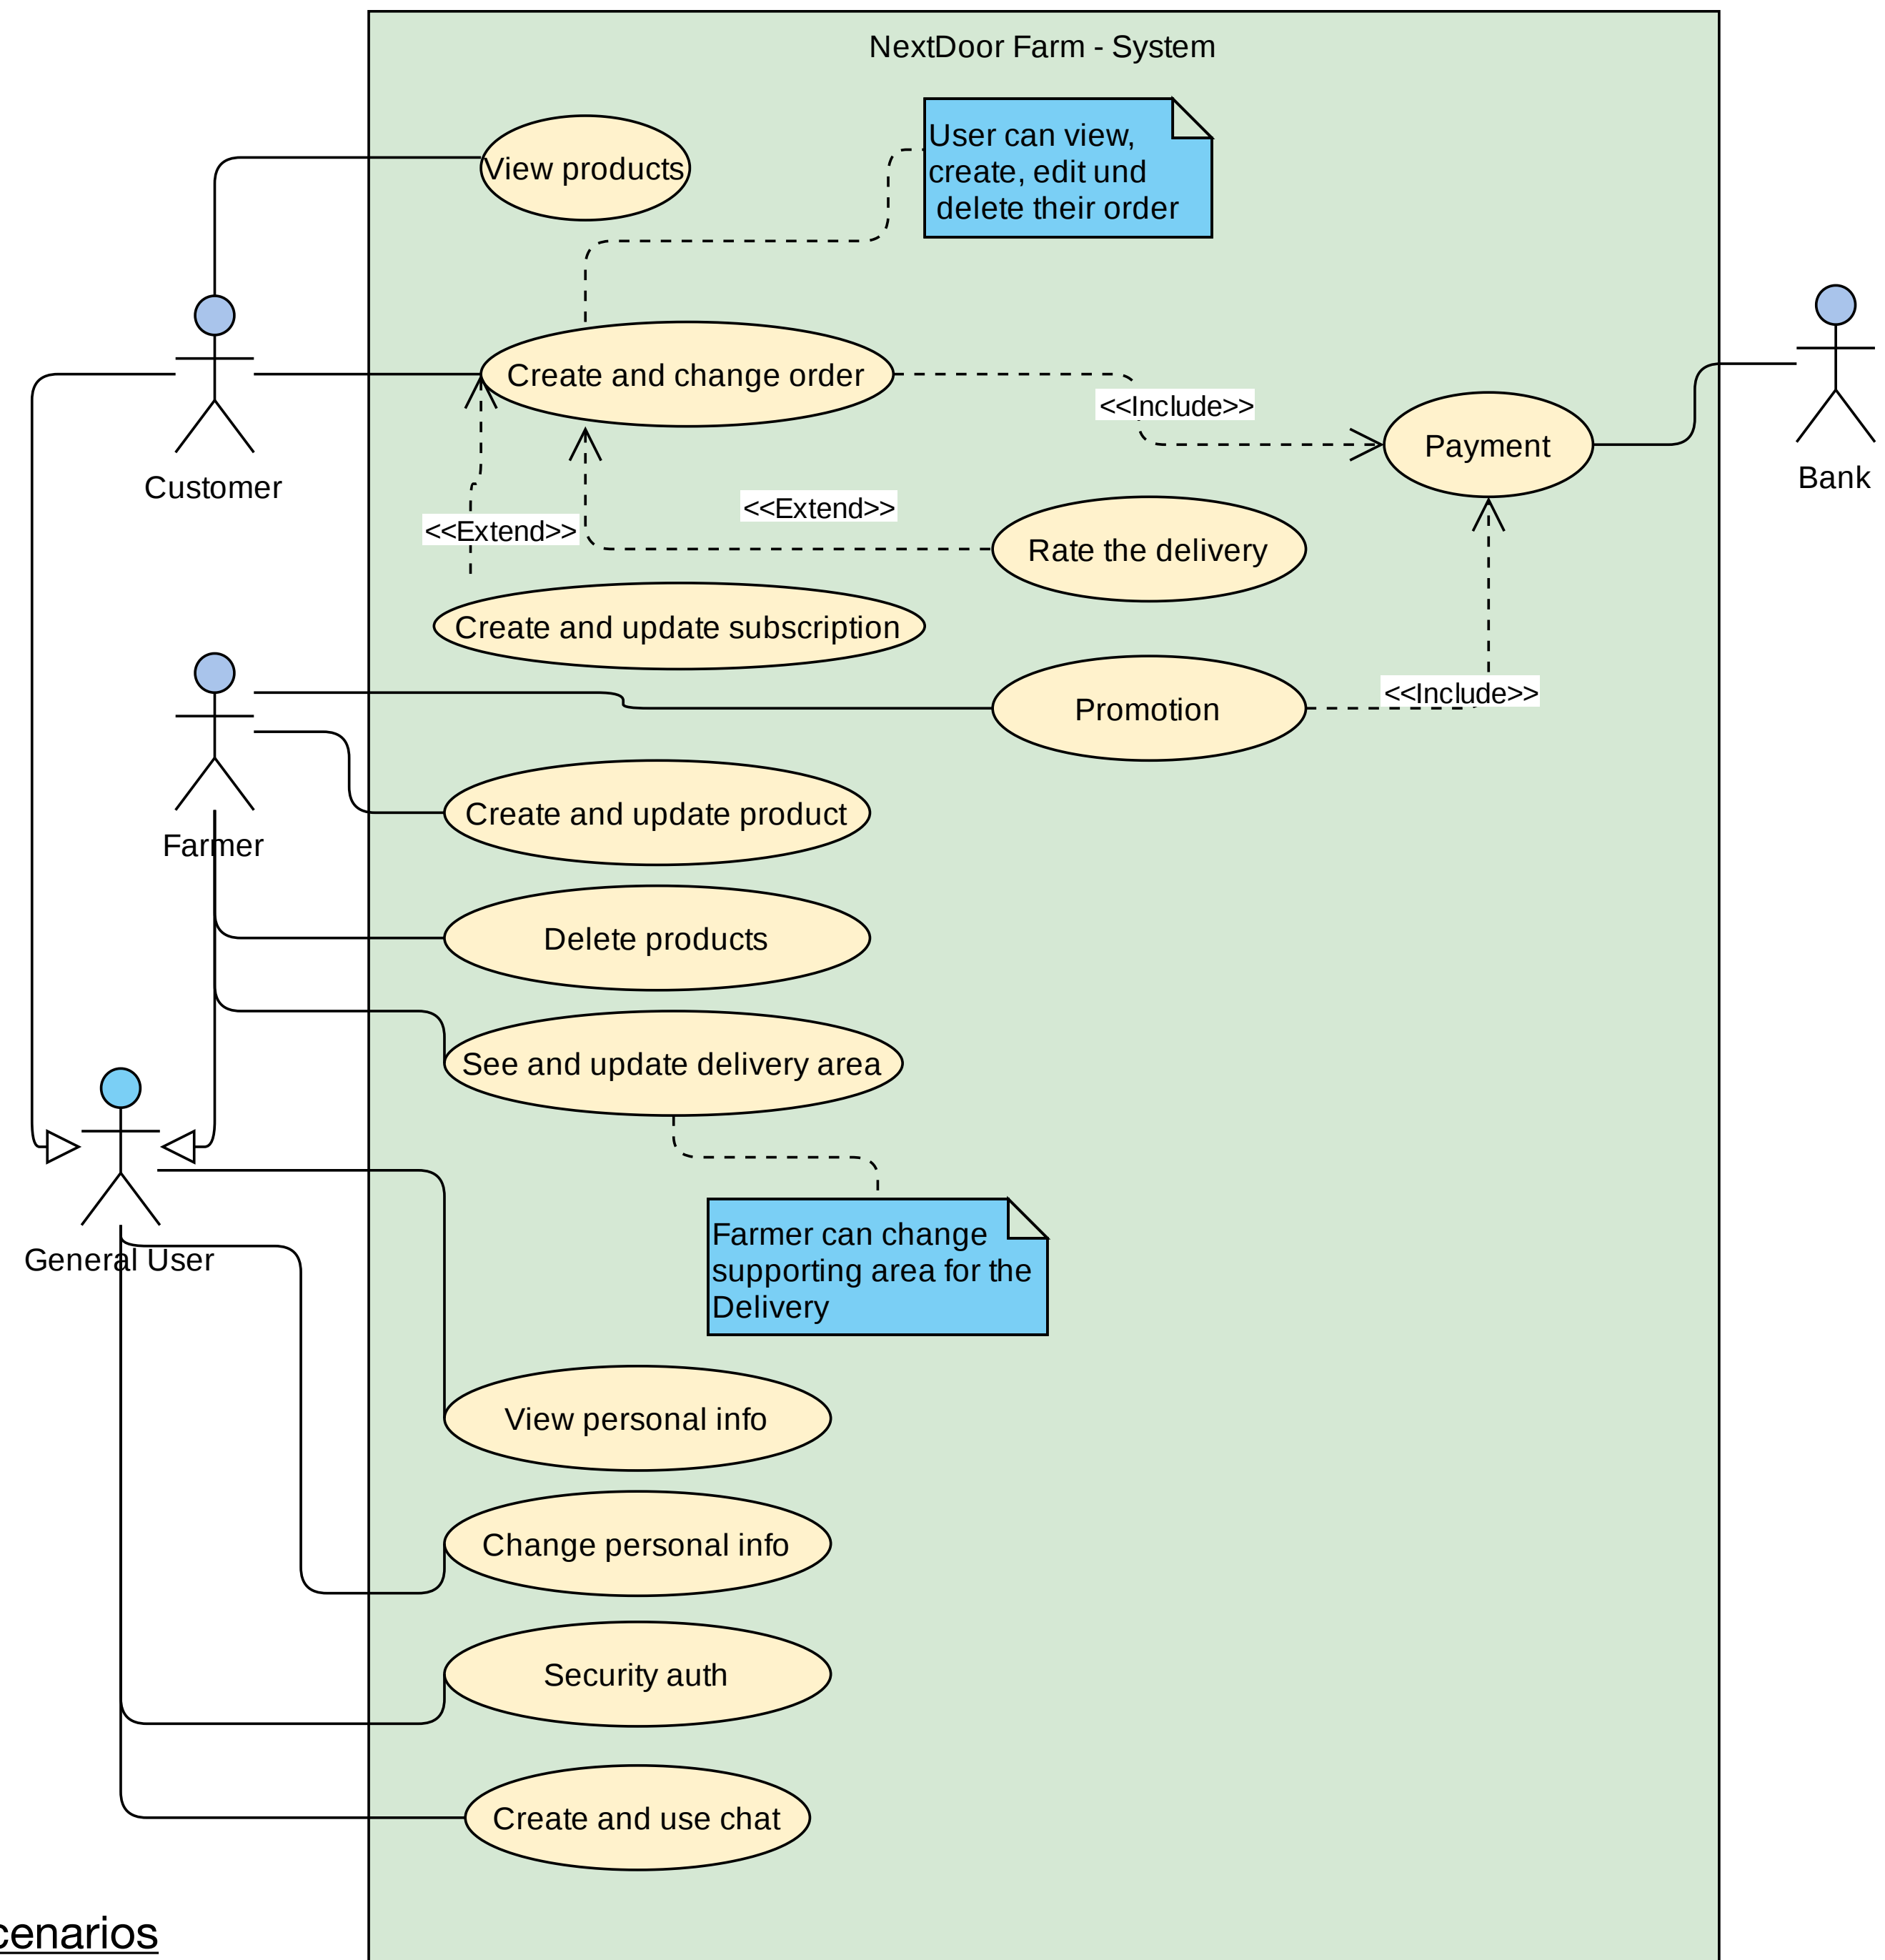 NextDoor Farm - System
User can view,
create, edit und
delete their order
View products
Create and change order
<<Include>>
Payment
Customer
Bank
<<Extend>>
<<Extend>>
Rate the delivery
Create and update subscription
<<Include>>
Promotion
Create and update product
Farmer
Delete products
See and update delivery area
Farmer can change
supporting area for the
Delivery
General User
View personal info
Change personal info
Security auth
Create and use chat
cenarios